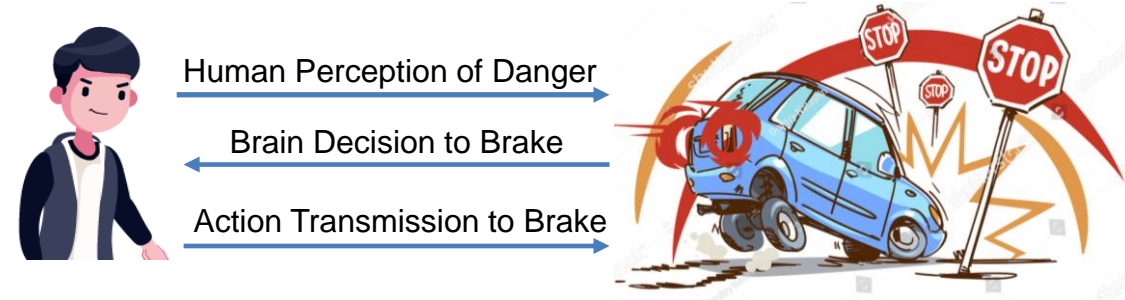 Human Perception of Danger
Brain Decision to Brake
Action Transmission to Brake
STOP
STOP
STOP